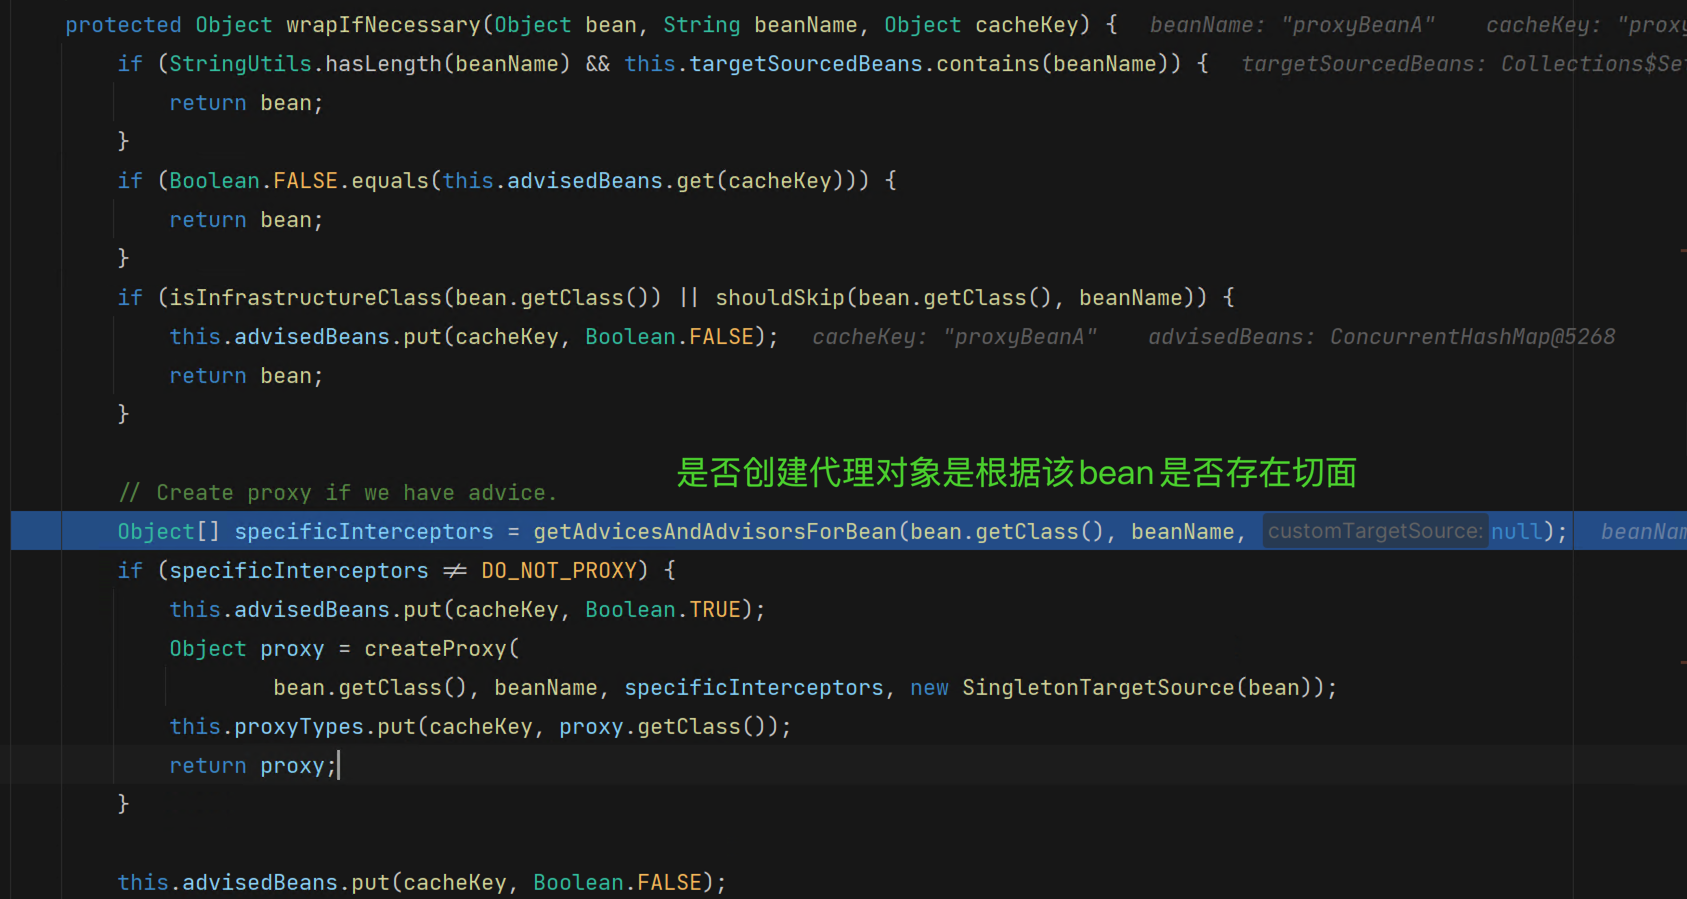 protected Object wrapIfNecessary(Object bean, String beanName, Object cacheKey) {   beanName: "proxyBeanA"    cacheKey: "proxy
    if (StringUtils.hasLength(beanName) && this.targetSourcedBeans.contains(beanName)) {   targetSourcedBeans: Collections$Set
        return bean;
    }
    if (Boolean.FALSE.equals(this.advisedBeans.get(cacheKey))) {
        return bean;
    }
    if (isInfrastructureClass(bean.getClass()) || shouldSkip(bean.getClass(), beanName)) {
        this.advisedBeans.put(cacheKey, Boolean.FALSE);   cacheKey: "proxyBeanA"    advisedBeans: ConcurrentHashMap@5268
        return bean;
    }
是否创建代理对象是根据该bean是否存在切面
    // Create proxy if we have advice.
    Object[] specificInterceptors = getAdvicesAndAdvisorsForBean(bean.getClass(), beanName, customTargetSource: null);   beanNam
    if (specificInterceptors ≠ DO_NOT_PROXY) {
        this.advisedBeans.put(cacheKey, Boolean.TRUE);
        Object proxy = createProxy(
                bean.getClass(), beanName, specificInterceptors, new SingletonTargetSource(bean));
        this.proxyTypes.put(cacheKey, proxy.getClass());
        return proxy;
    }
    this.advisedBeans.put(cacheKey, Boolean.FALSE);